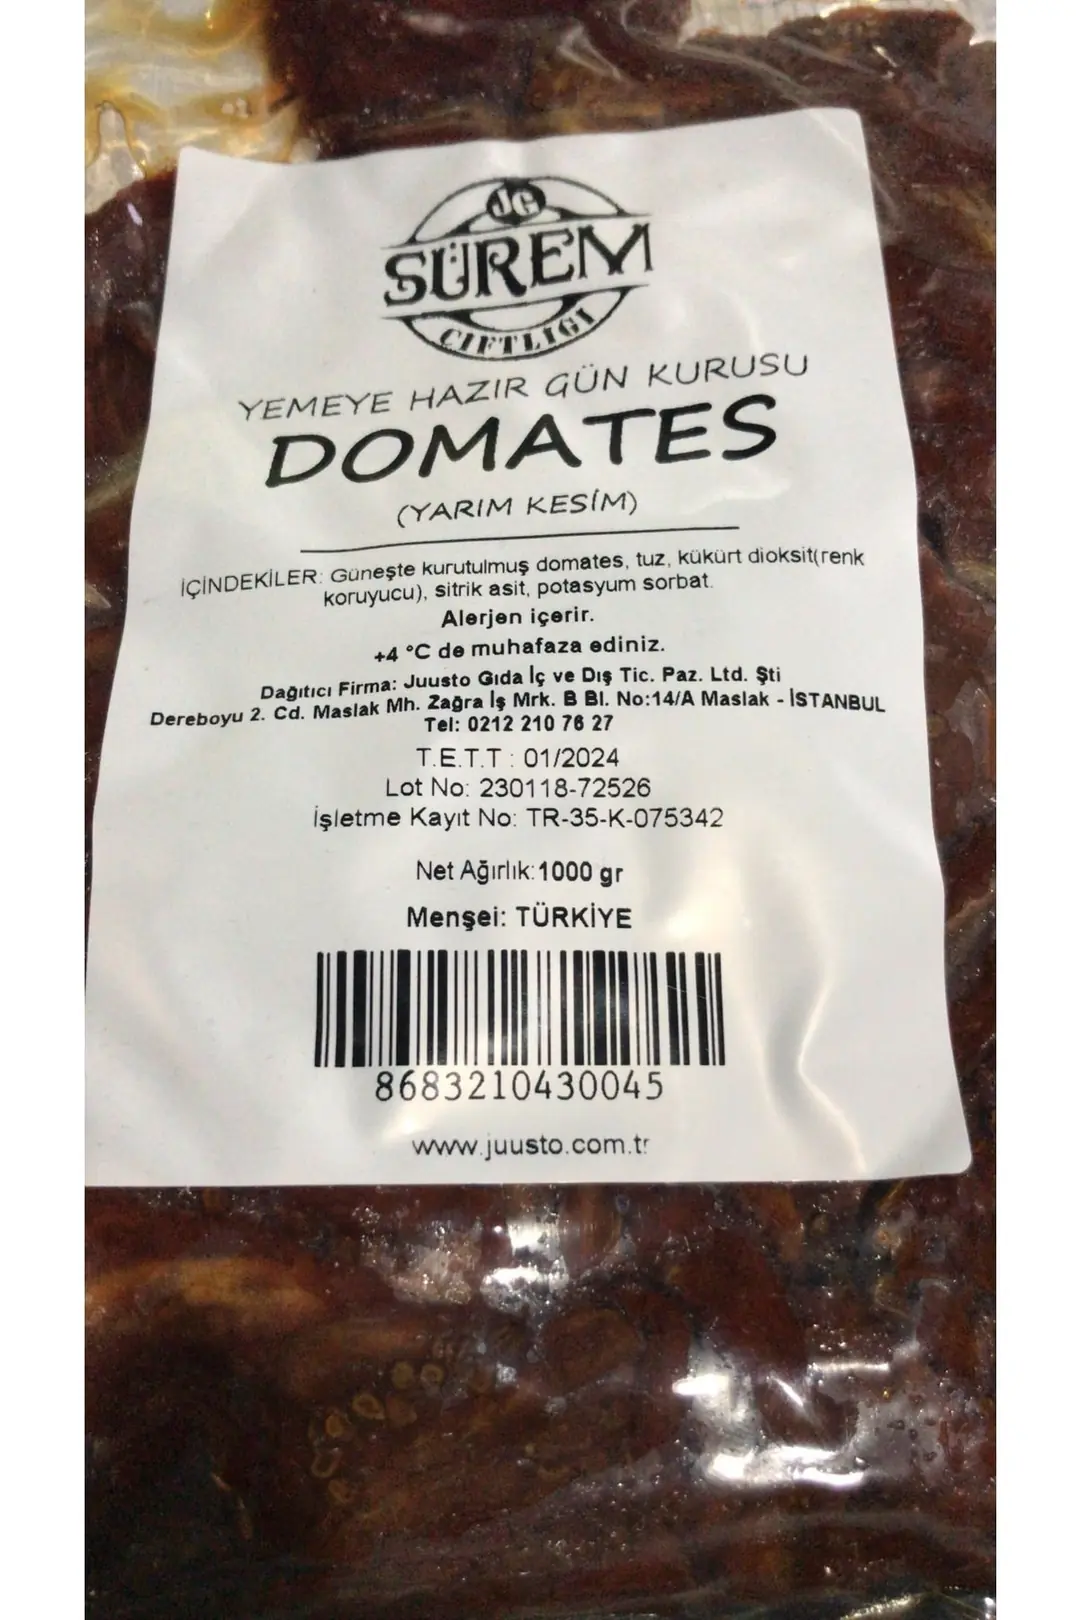 JG
SÜREM
ÇİFTLİĞİ
YEMEYE HAZIR GÜN KURUSU
DOMATES
(YARIM KESİM)
İÇİNDEKİLER: Güneşte kurutulmuş domates, tuz, kükürt dioksit(renk
koruyucu), sitrik asit, potasyum sorbat.
Alerjen içerir.
+4 °C de muhafaza ediniz.
Dağıtıcı Firma: Juusto Gıda İç ve Dış Tic. Paz. Ltd. Şti
Dereboyu 2. Cd. Maslak Mh. Zağra İş Mrk. B Bl. No:14/A Maslak - İSTANBUL
Tel: 0212 210 76 27
T.E.T.T : 01/2024
Lot No: 230118-72526
İşletme Kayıt No: TR-35-K-075342
Net Ağırlık:1000 gr
Menşei: TÜRKİYE
8683210430045
www.juusto.com.tr